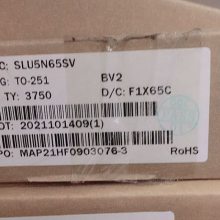 C: SLU5N65SV
G: TO-251 BV2
TY: 3750 D/C: F1X65C
OT: 2021101409(1)
PO: MAP21HF0903076-3 RoHS